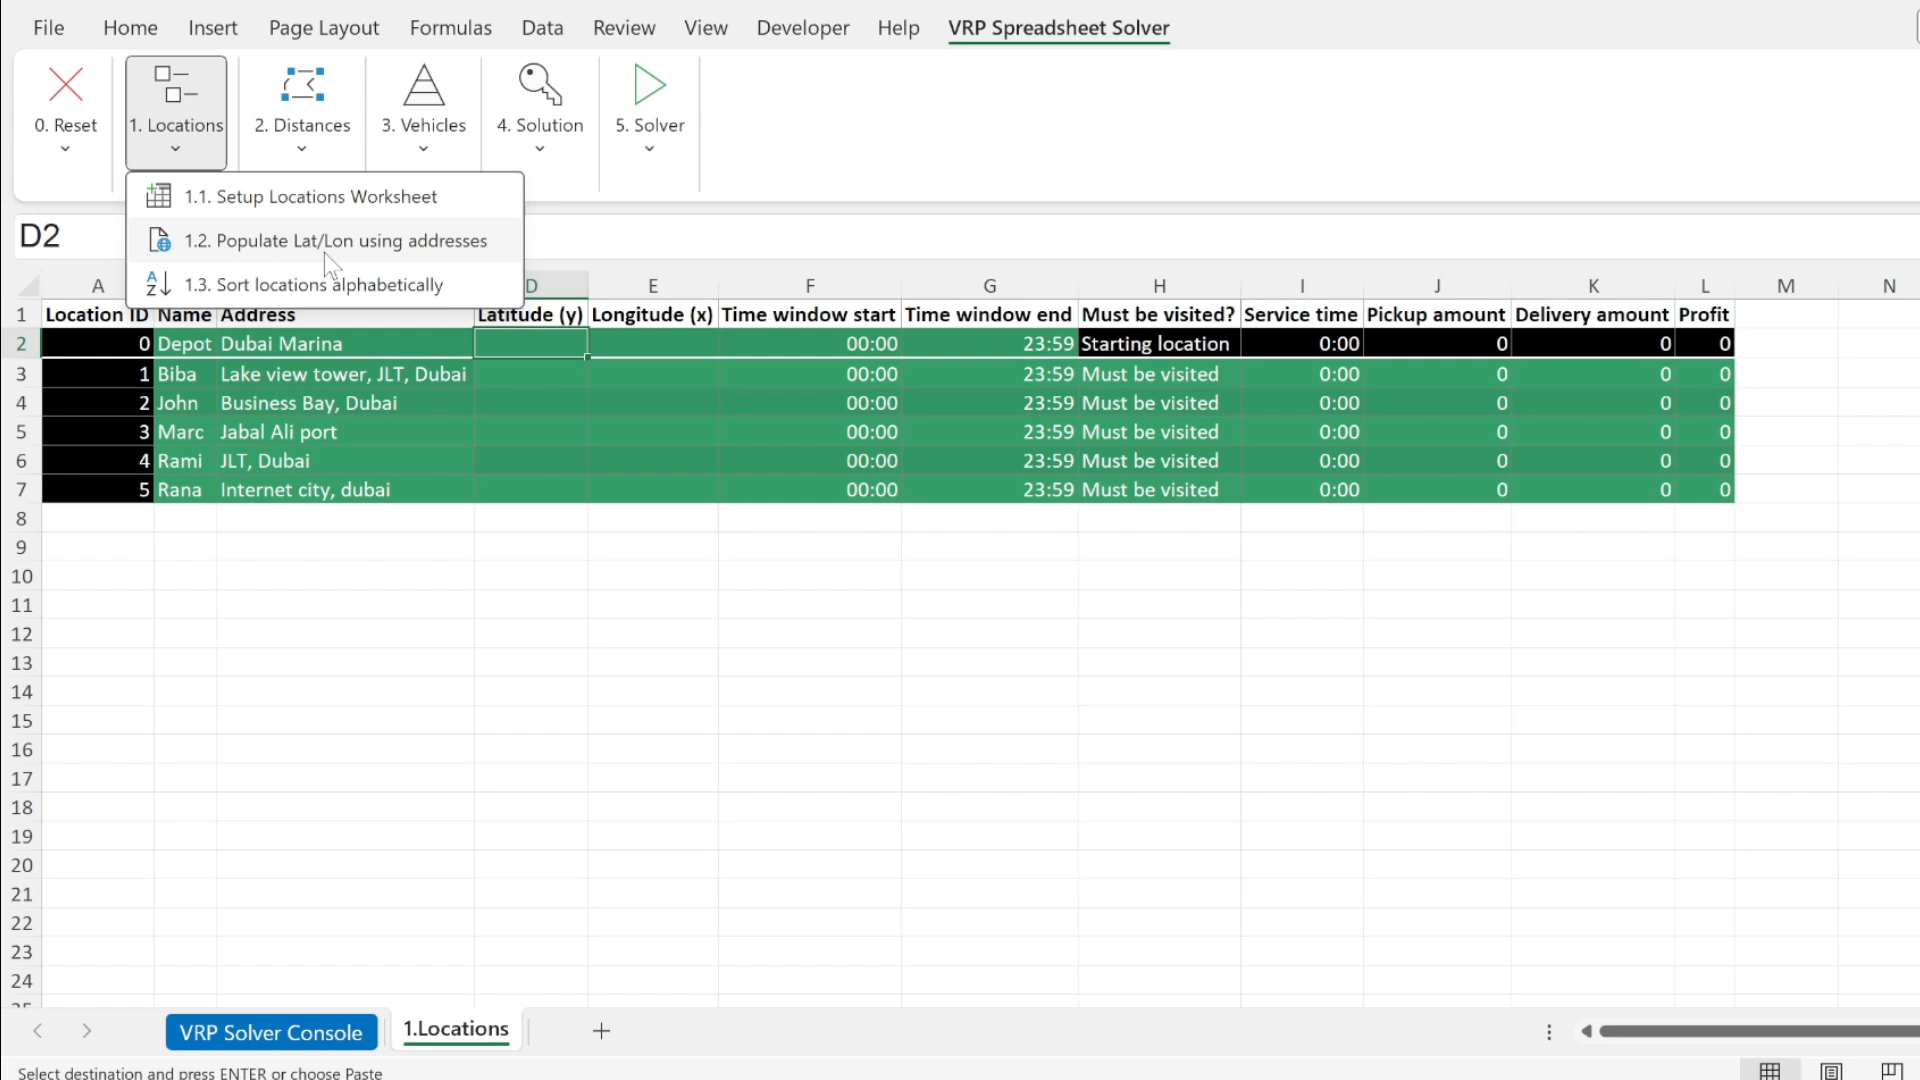 File Home Insert Page Layout Formulas Data Review View Developer Help VRP Spreadsheet Solver
0. Reset 1. Locations 2. Distances 3. Vehicles 4. Solution 5. Solver
1.1. Setup Locations Worksheet
1.2. Populate Lat/Lon using addresses
1.3. Sort locations alphabetically
D2
A D E F G H I J K L M N
1 Location ID Name Address Latitude (y) Longitude (x) Time window start Time window end Must be visited? Service time Pickup amount Delivery amount Profit
2 0 Depot Dubai Marina 00:00 23:59 Starting location 0:00 0 0 0
3 1 Biba Lake view tower, JLT, Dubai 00:00 23:59 Must be visited 0:00 0 0 0
4 2 John Business Bay, Dubai 00:00 23:59 Must be visited 0:00 0 0 0
5 3 Marc Jabal Ali port 00:00 23:59 Must be visited 0:00 0 0 0
6 4 Rami JLT, Dubai 00:00 23:59 Must be visited 0:00 0 0 0
7 5 Rana Internet city, dubai 00:00 23:59 Must be visited 0:00 0 0 0
8
9
10
11
12
13
14
15
16
17
18
19
20
21
22
23
24
VRP Solver Console 1.Locations
Select destination and press ENTER or choose Paste